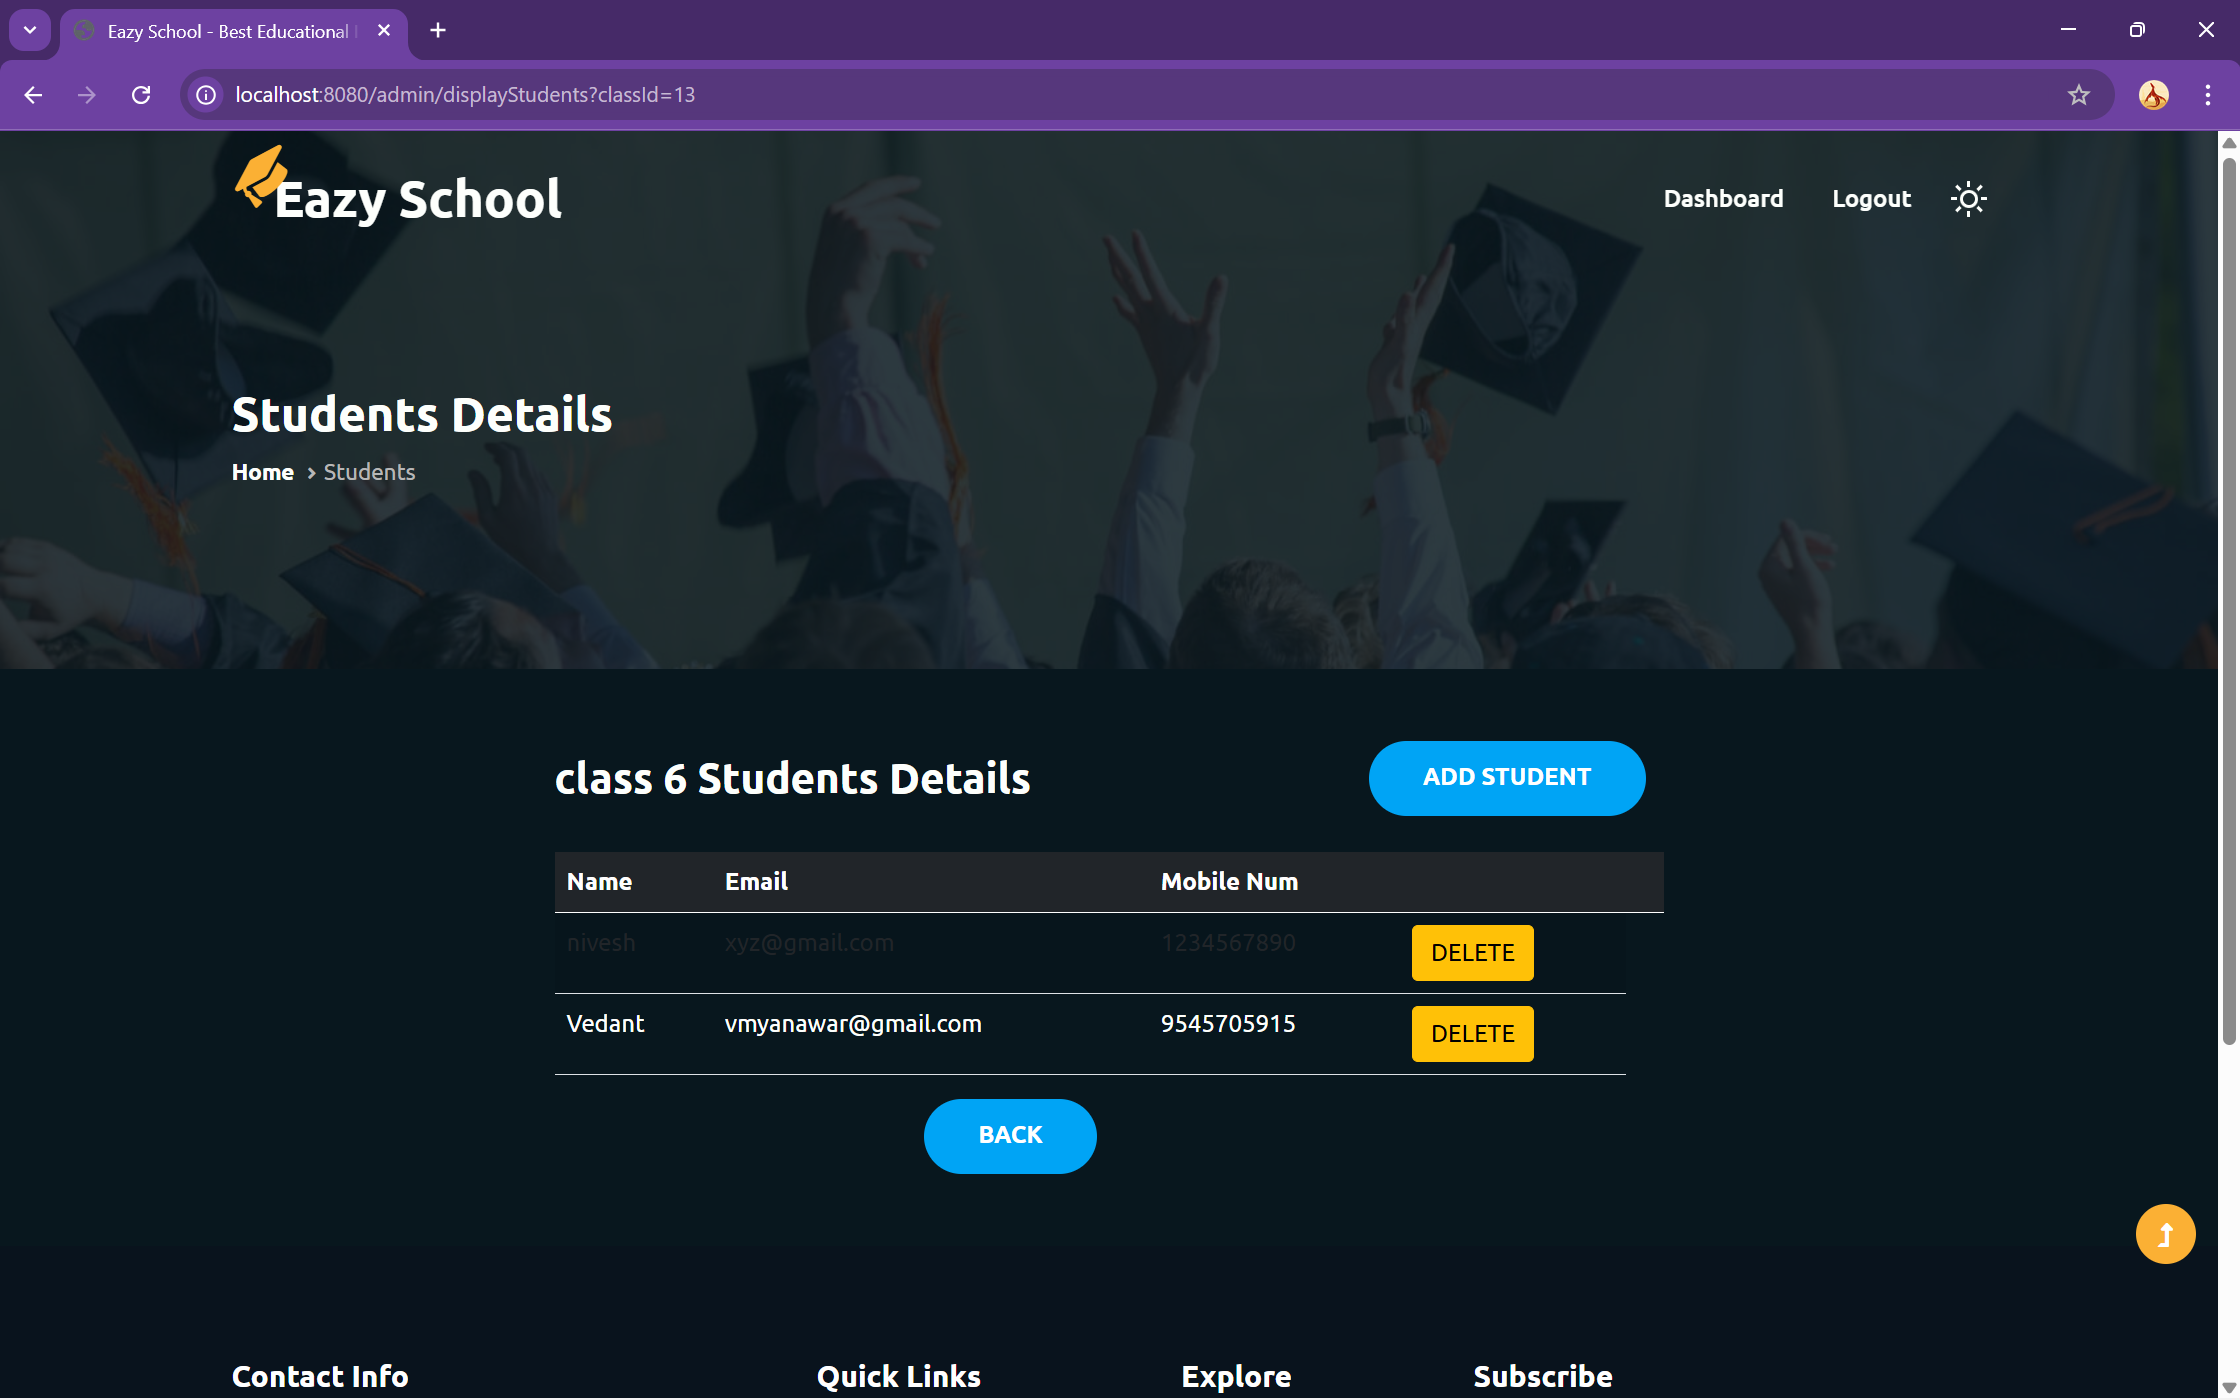 Eazy School - Best Educational
localhost:8080/admin/displayStudents?classId=13
Eazy School
Dashboard Logout
Students Details
Home > Students
class 6 Students Details
ADD STUDENT
Name Email Mobile Num
nivesh xyz@gmail.com 1234567890 DELETE
Vedant vmyanawar@gmail.com 9545705915 DELETE
BACK
Contact Info Quick Links Explore Subscribe